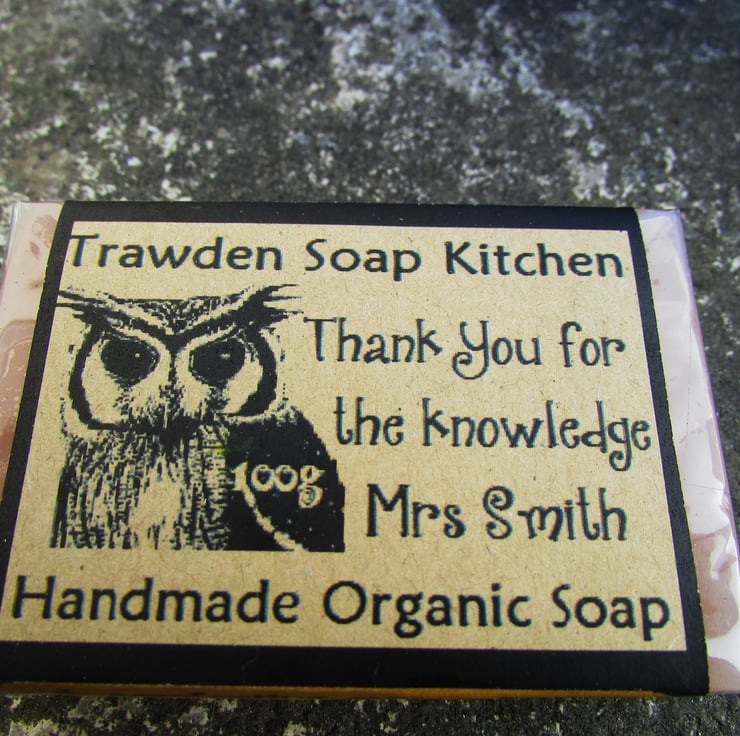 Trawden Soap Kitchen
Thank You for
the knowledge
100g
Mrs Smith
Handmade Organic Soap